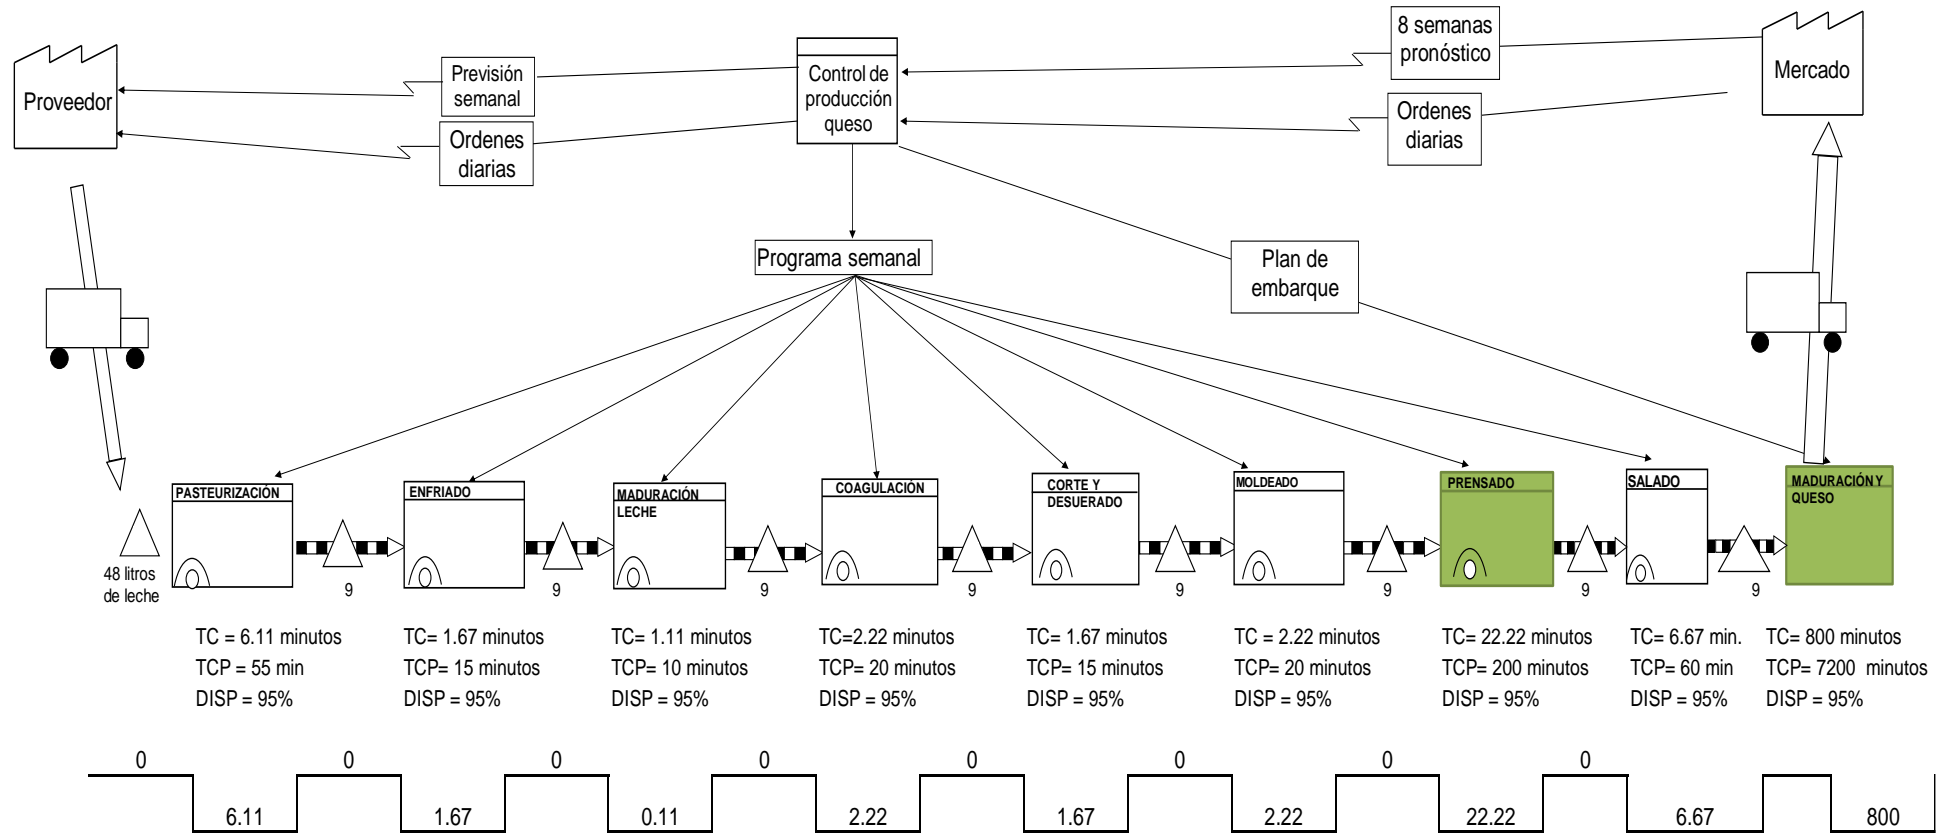 8 semanas
pronóstico
Mercado
Previsión
semanal
Control de
producción
queso
Proveedor
Ordenes
diarias
Ordenes
diarias
Programa semanal
Plan de
embarque
PASTEURIZACIÓN
ENFRIADO
MADURACIÓN
LECHE
COAGULACIÓN
CORTE Y
DESUERADO
MOLDEADO
PRENSADO
SALADO
MADURACIÓN Y
QUESO
48 litros
de leche
9
9
9
9
9
9
9
9
TC = 6.11 minutos
TCP = 55 min
DISP = 95%
TC= 1.67 minutos
TCP= 15 minutos
DISP = 95%
TC= 1.11 minutos
TCP= 10 minutos
DISP = 95%
TC=2.22 minutos
TCP= 20 minutos
DISP = 95%
TC= 1.67 minutos
TCP= 15 minutos
DISP = 95%
TC = 2.22 minutos
TCP= 20 minutos
DISP = 95%
TC= 22.22 minutos
TCP= 200 minutos
DISP = 95%
TC= 6.67 min.
TCP= 60 min
DISP = 95%
TC= 800 minutos
TCP= 7200 minutos
DISP = 95%
0 0 0 0 0 0 0 0
6.11 1.67 0.11 2.22 1.67 2.22 22.22 6.67 800